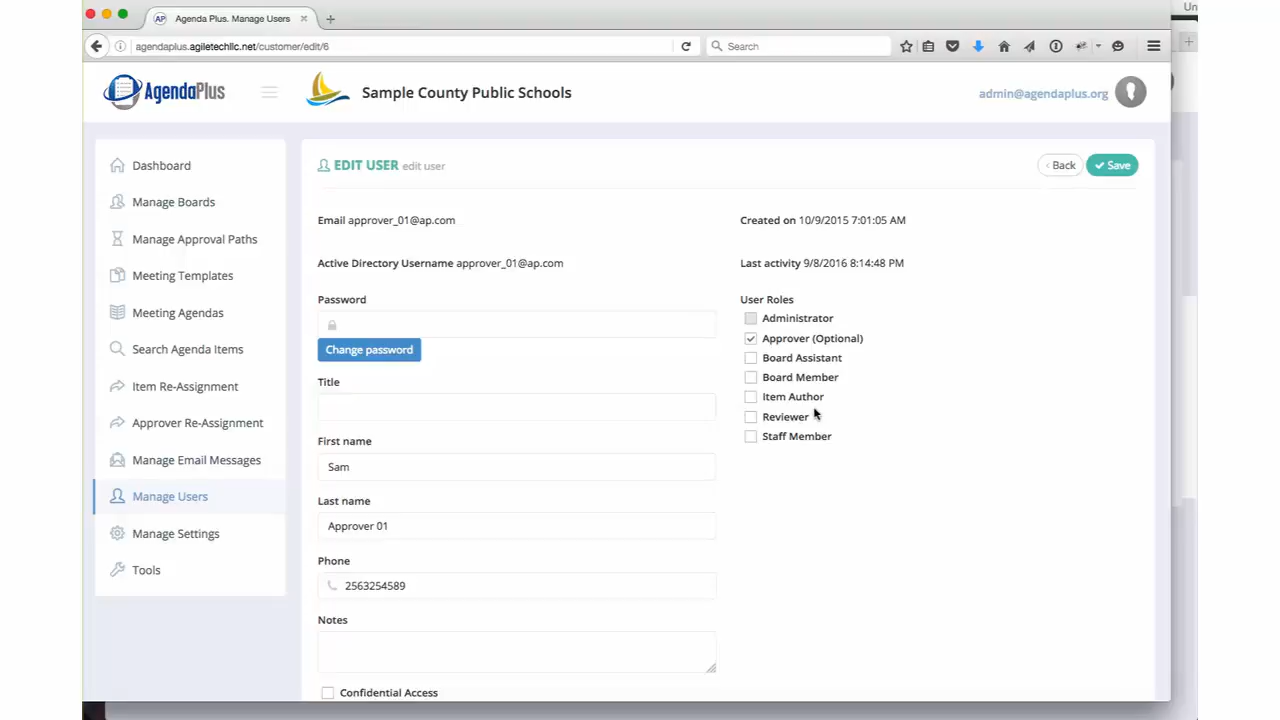 Un
AP Agenda Plus. Manage Users
agendaplus.agiletechllc.net/customer/edit/6
Search
AgendaPlus
Sample County Public Schools
admin@agendaplus.org
Dashboard
Manage Boards
Manage Approval Paths
Meeting Templates
Meeting Agendas
Search Agenda Items
Item Re-Assignment
Approver Re-Assignment
Manage Email Messages
Manage Users
Manage Settings
Tools
EDIT USER edit user
Back
Save
Email approver_01@ap.com
Created on 10/9/2015 7:01:05 AM
Active Directory Username approver_01@ap.com
Last activity 9/8/2016 8:14:48 PM
Password
Change password
Title
First name
Sam
Last name
Approver 01
Phone
2563254589
Notes
Confidential Access
User Roles
Administrator
Approver (Optional)
Board Assistant
Board Member
Item Author
Reviewer
Staff Member